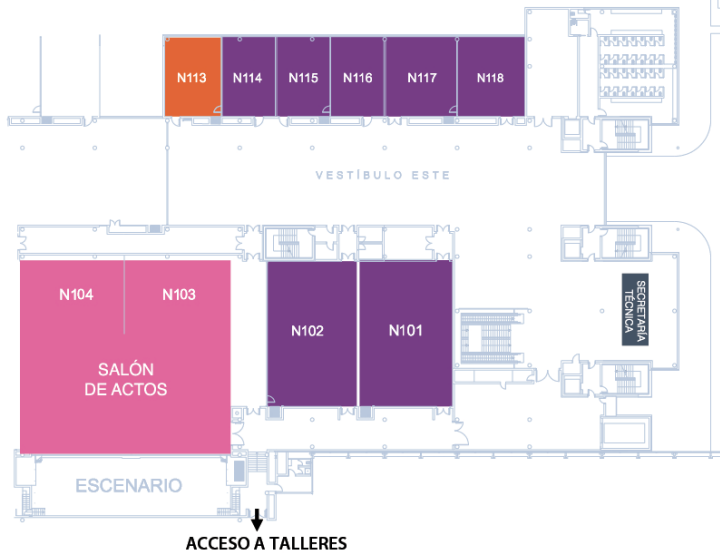 N113 N114 N115 N116 N117 N118
VESTÍBULO ESTE
N104 N103
N102 N101
SECRETARÍA
TÉCNICA
SALÓN
DE ACTOS
ESCENARIO
ACCESO A TALLERES